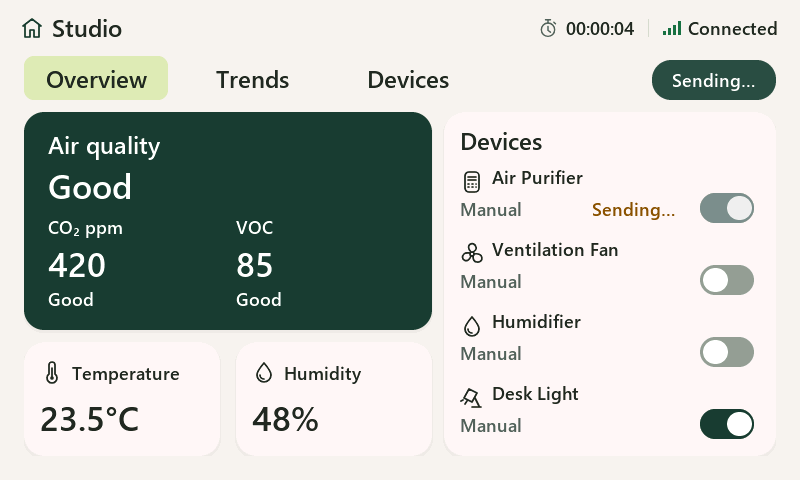 Studio
00:00:04
Connected
Overview
Trends
Devices
Sending...
Air quality
Good
CO₂ ppm
VOC
420
85
Good
Good
Temperature
23.5°C
Humidity
48%
Devices
Air Purifier
Manual
Sending...
Ventilation Fan
Manual
Humidifier
Manual
Desk Light
Manual